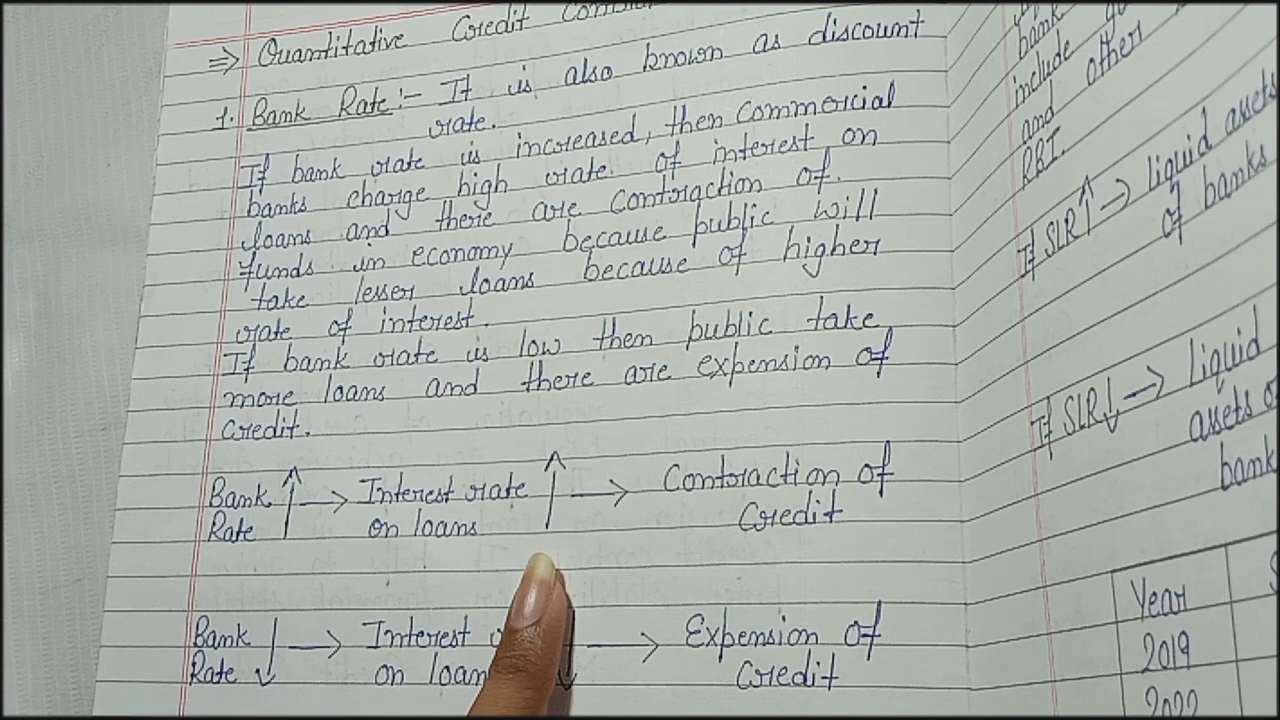 ⇒ Quantitative Credit
1. Bank Rate :- It is also known as discount
rate.
If bank rate is increased, then commercial
banks charge high rate of interest on
loans and there are contraction of
funds in economy because public will
take lesser loans because of higher
rate of interest.
If bank rate is low then public take
more loans and there are expension of
credit.
Bank Rate ↑ → Interest rate on loans ↑ → Contraction of Credit
Bank Rate ↓ → Interest on loan ↓ → Expension of Credit
bank
include
and other
RBI.
If SLR ↑ → liquid assets
of banks
If SLR ↓ → liquid
assets
bank
Year
2019
2022